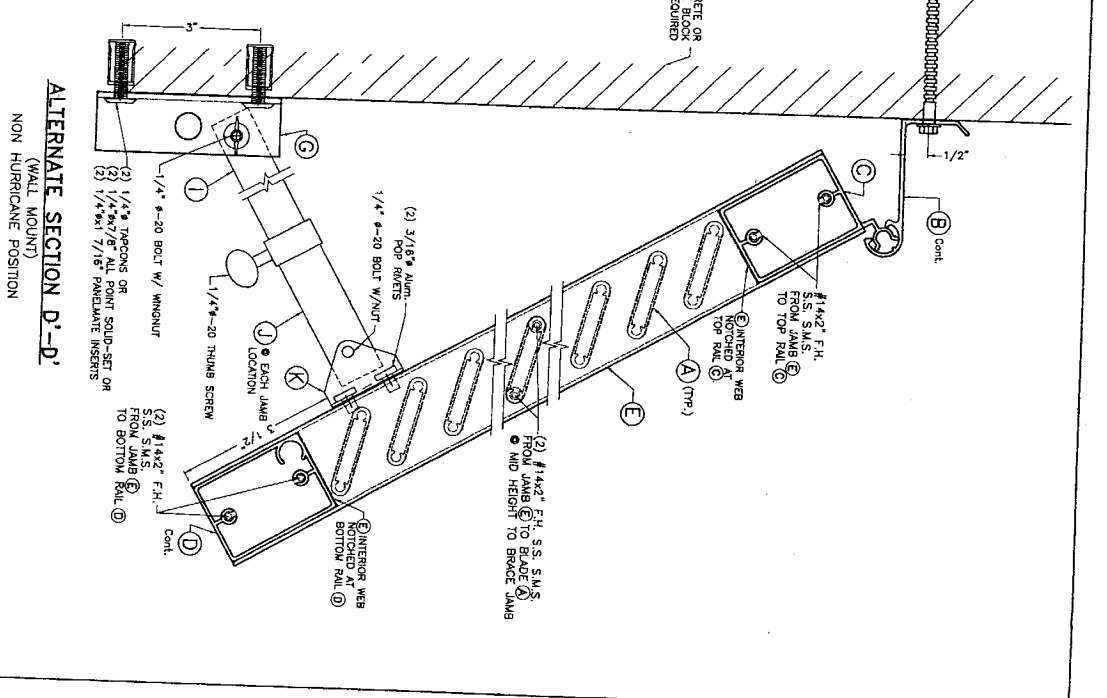 RETE OR
BLOCK
EQUIRED
3"
1/2"
B Cont.
C
#14x2" F.H.
S.S. S.M.S.
FROM JAMB E
TO TOP RAIL C
E INTERIOR WEB
NOTCHED AT
TOP RAIL C
A (TYP.)
E
G
I
(2) 3/16"ø Alum.
POP RIVETS
1/4" ø-20 BOLT W/NUT
1/4" ø-20 BOLT W/ WINGNUT
(2) 1/4"ø TAPCONS OR
(2) 1/4"øx7/8" ALL POINT SOLID-SET OR
(2) 1/4"øx1 7/16" PANELMATE INSERTS
1/4"ø-20 THUMB SCREW
J @ EACH JAMB
LOCATION
K
3 1/2"
(2) #14x2" F.H. S.S. S.M.S.
FROM JAMB E TO BLADE A
@ MID HEIGHT TO BRACE JAMB
(2) #14x2" F.H.
S.S. S.M.S.
FROM JAMB E
TO BOTTOM RAIL D
E INTERIOR WEB
NOTCHED AT
BOTTOM RAIL D
D
Cont.
ALTERNATE SECTION D'-D'
(WALL MOUNT)
NON HURRICANE POSITION